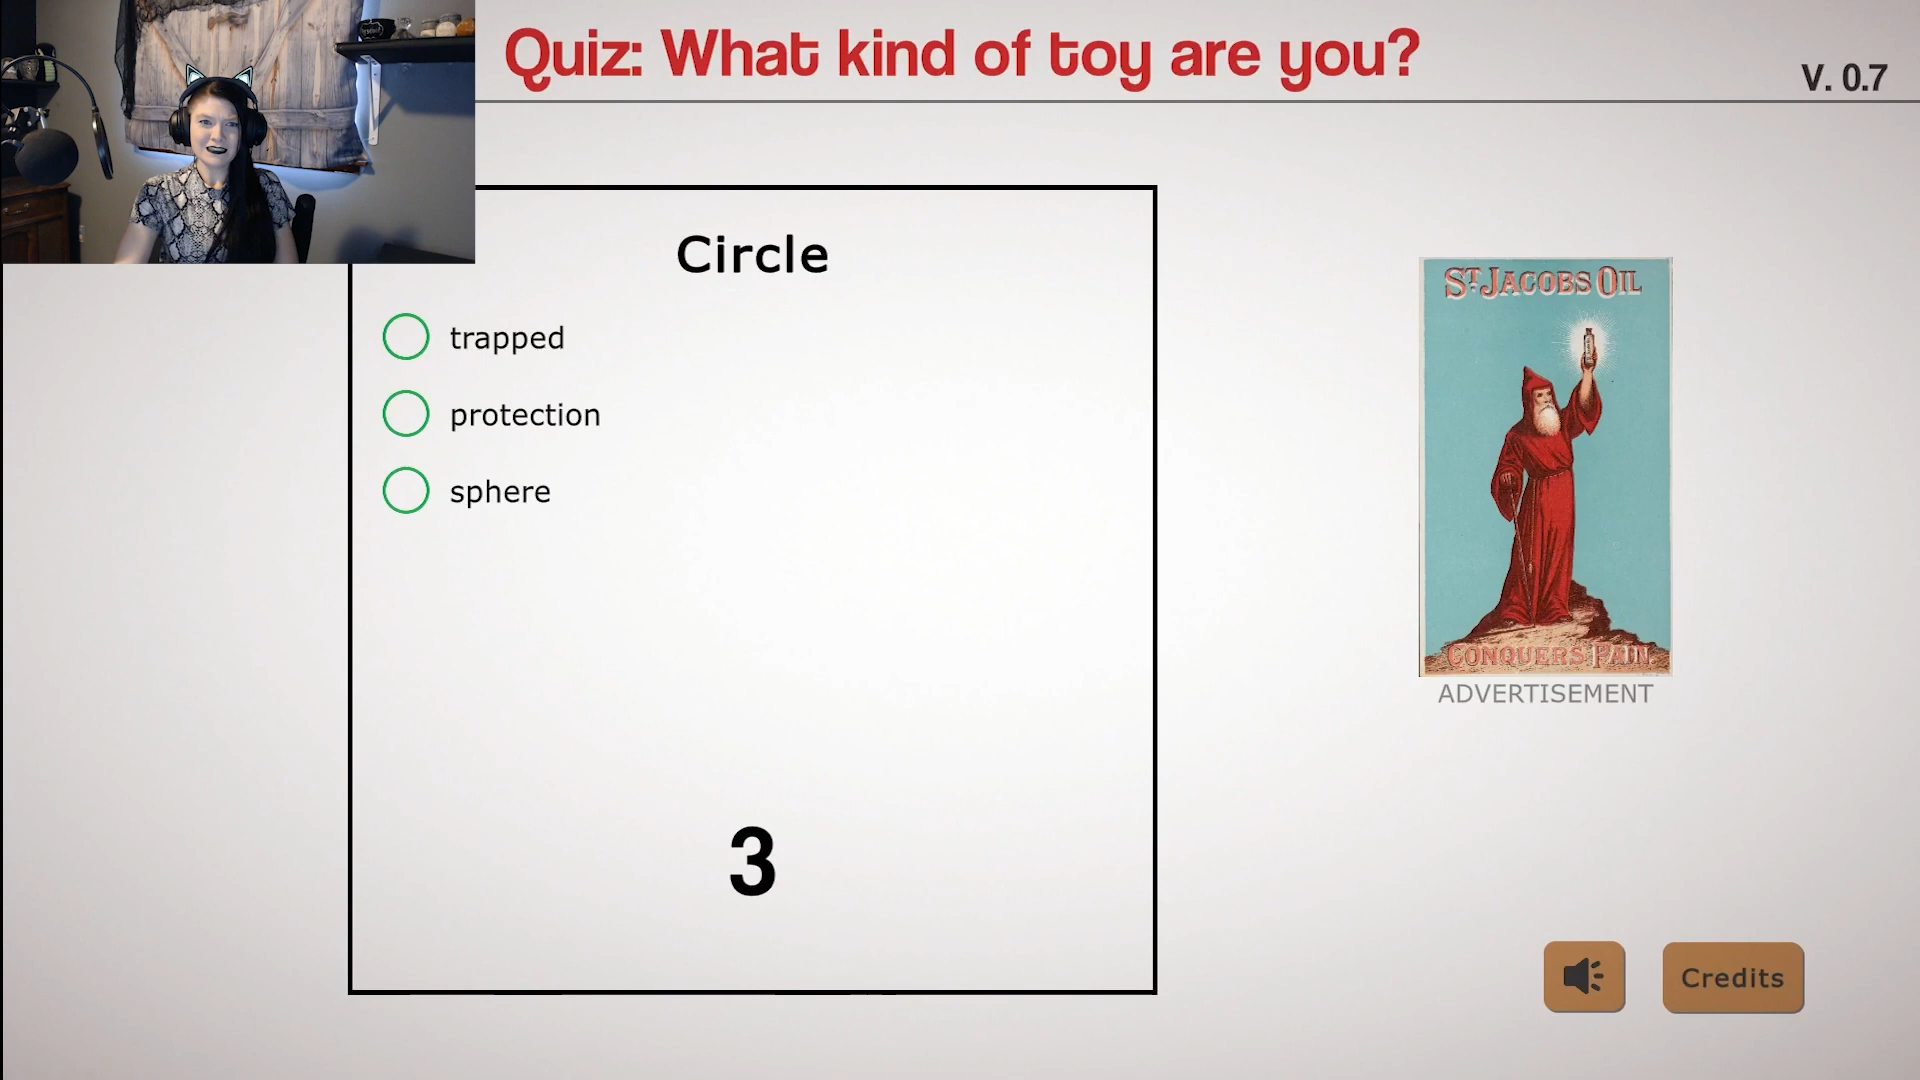 Quiz: What kind of toy are you?
V. 0.7
Circle
trapped
protection
sphere
3
ST. JACOBS OIL
CONQUERS PAIN.
ADVERTISEMENT
Credits